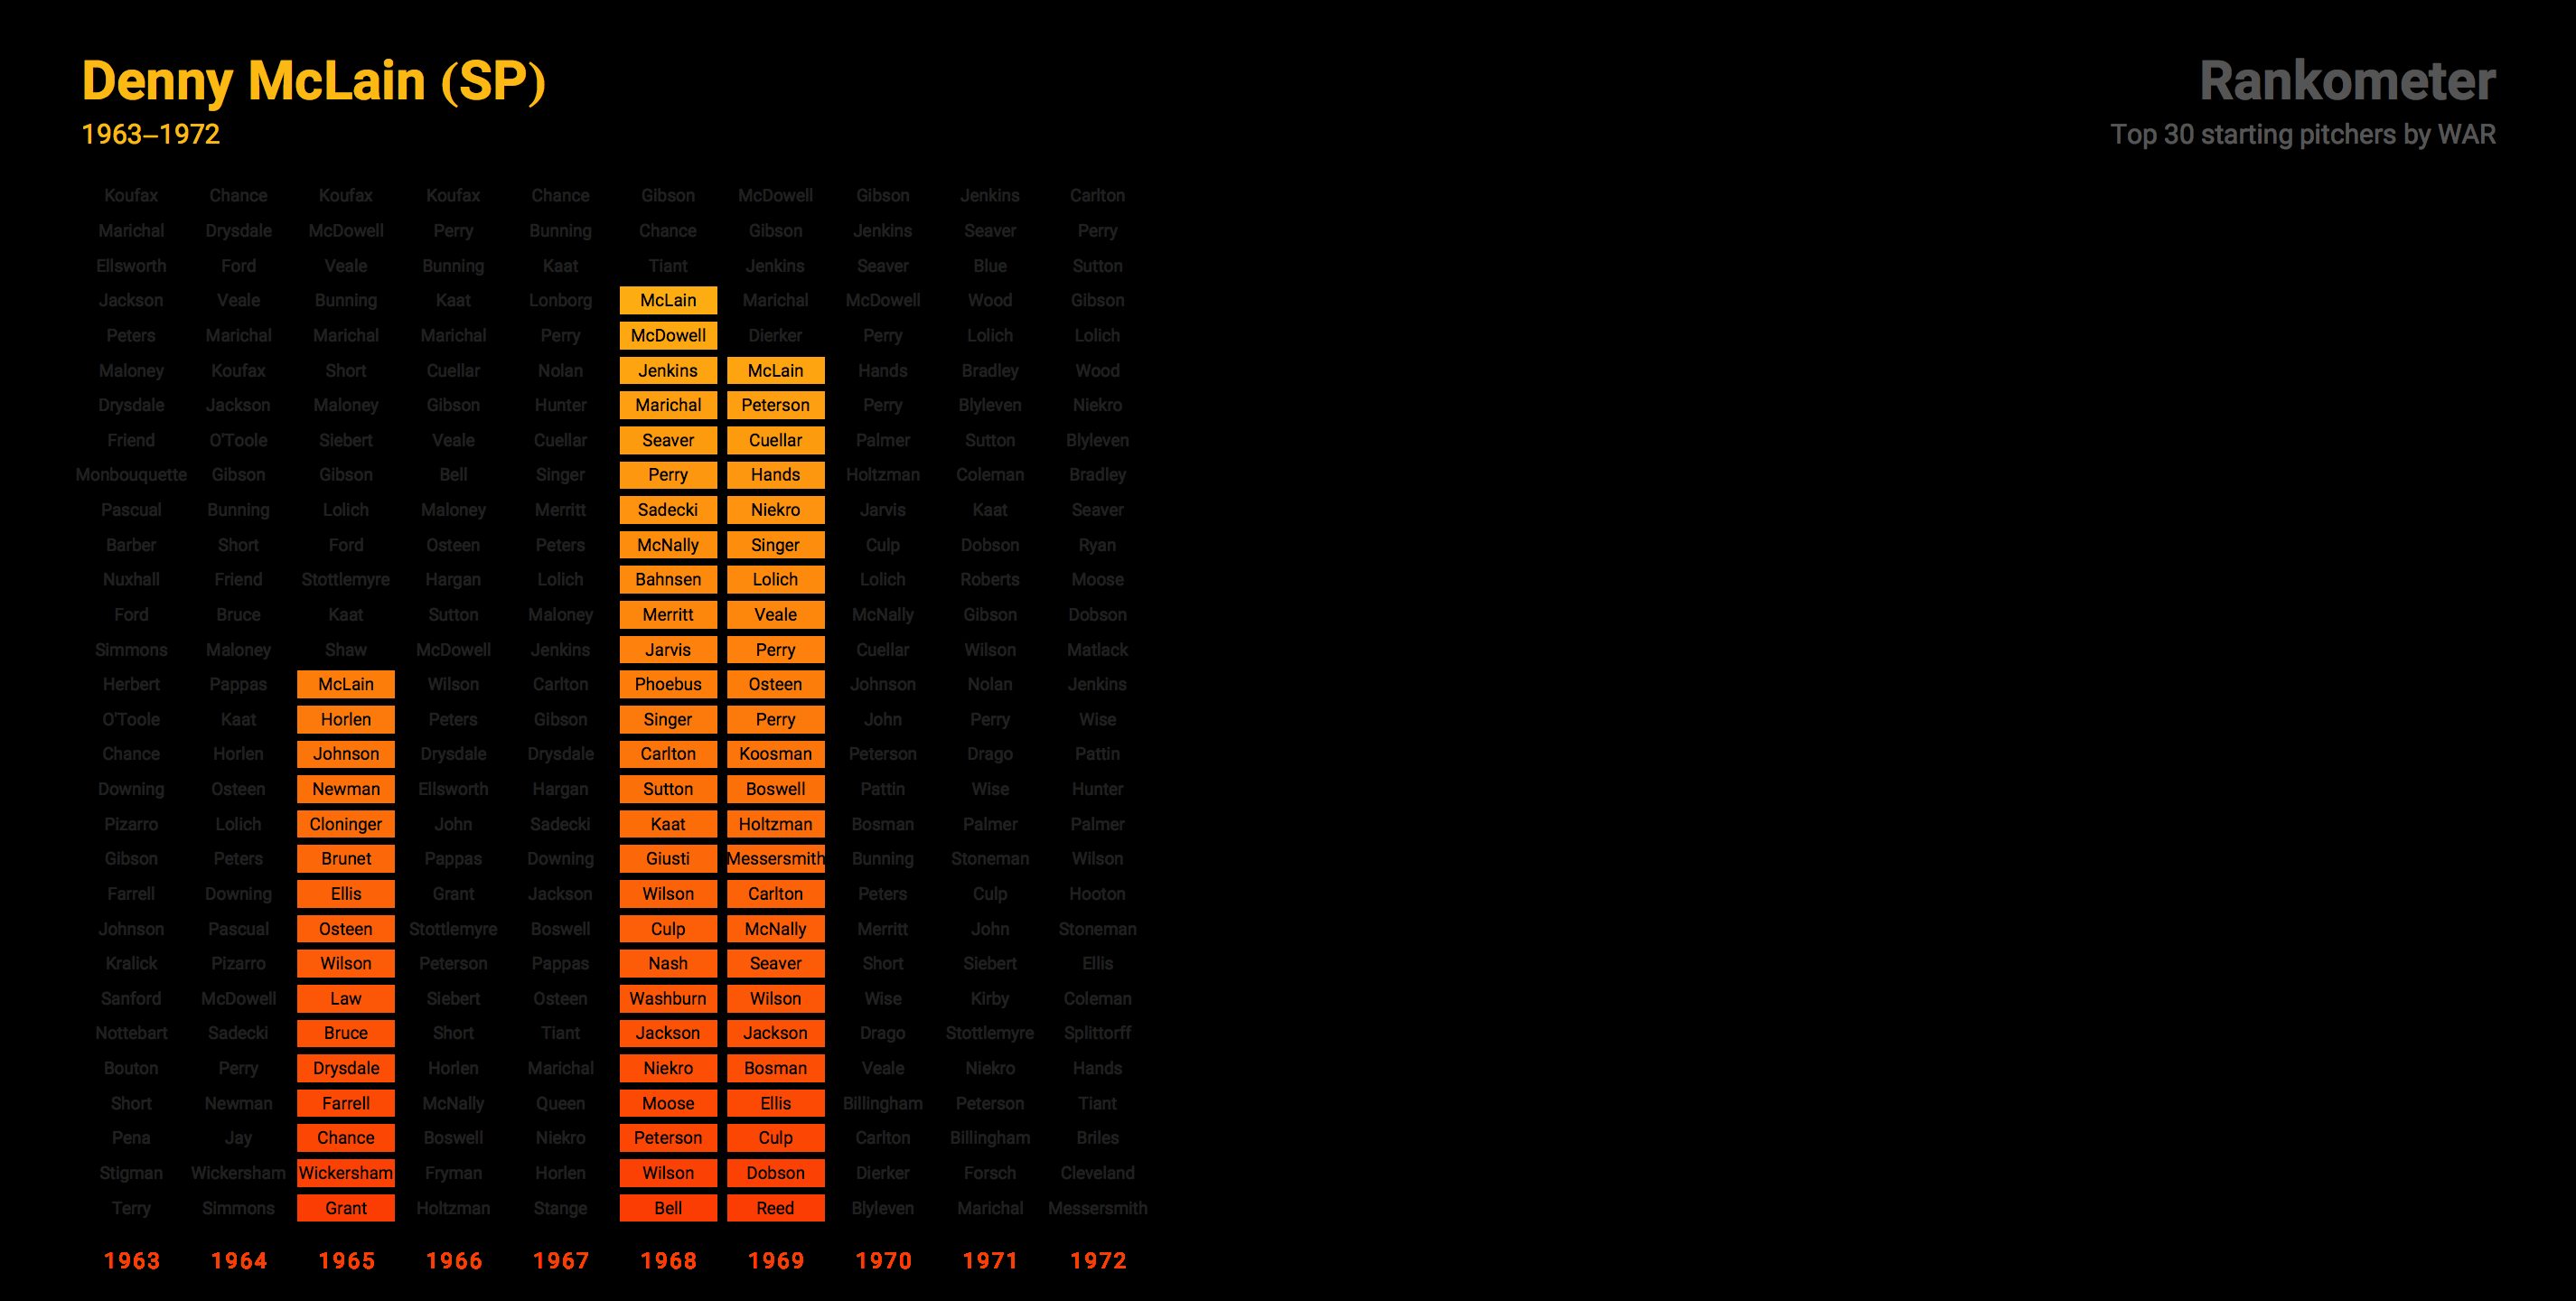 Denny McLain (SP)
1963–1972
Rankometer
Top 30 starting pitchers by WAR
Koufax Chance Koufax Koufax Chance Gibson McDowell Gibson Jenkins Carlton
Marichal Drysdale McDowell Perry Bunning Chance Gibson Jenkins Seaver Perry
Ellsworth Ford Veale Bunning Kaat Tiant Jenkins Seaver Blue Sutton
Jackson Veale Bunning Kaat Lonborg McLain Marichal McDowell Wood Gibson
Peters Marichal Marichal Marichal Perry McDowell Dierker Perry Lolich Lolich
Maloney Koufax Short Cuellar Nolan Jenkins McLain Hands Bradley Wood
Drysdale Jackson Maloney Gibson Hunter Marichal Peterson Perry Blyleven Niekro
Friend O'Toole Siebert Veale Cuellar Seaver Cuellar Palmer Sutton Blyleven
Monbouquette Gibson Gibson Bell Singer Perry Hands Holtzman Coleman Bradley
Pascual Bunning Lolich Maloney Merritt Sadecki Niekro Jarvis Kaat Seaver
Barber Short Ford Osteen Peters McNally Singer Culp Dobson Ryan
Nuxhall Friend Stottlemyre Hargan Lolich Bahnsen Lolich Lolich Roberts Moose
Ford Bruce Kaat Sutton Maloney Merritt Veale McNally Gibson Dobson
Simmons Maloney Shaw McDowell Jenkins Jarvis Perry Cuellar Wilson Matlack
Herbert Pappas McLain Wilson Carlton Phoebus Osteen Johnson Nolan Jenkins
O'Toole Kaat Horlen Peters Gibson Singer Perry John Perry Wise
Chance Horlen Johnson Drysdale Drysdale Carlton Koosman Peterson Drago Pattin
Downing Osteen Newman Ellsworth Hargan Sutton Boswell Pattin Wise Hunter
Pizarro Lolich Cloninger John Sadecki Kaat Holtzman Bosman Palmer Palmer
Gibson Peters Brunet Pappas Downing Giusti Messersmith Bunning Stoneman Wilson
Farrell Downing Ellis Grant Jackson Wilson Carlton Peters Culp Hooton
Johnson Pascual Osteen Stottlemyre Boswell Culp McNally Merritt John Stoneman
Kralick Pizarro Wilson Peterson Pappas Nash Seaver Short Siebert Ellis
Sanford McDowell Law Siebert Osteen Washburn Wilson Wise Kirby Coleman
Nottebart Sadecki Bruce Short Tiant Jackson Jackson Drago Stottlemyre Splittorff
Bouton Perry Drysdale Horlen Marichal Niekro Bosman Veale Niekro Hands
Short Newman Farrell McNally Queen Moose Ellis Billingham Peterson Tiant
Pena Jay Chance Boswell Niekro Peterson Culp Carlton Billingham Briles
Stigman Wickersham Wickersham Fryman Horlen Wilson Dobson Dierker Forsch Cleveland
Terry Simmons Grant Holtzman Stange Bell Reed Blyleven Marichal Messersmith
1963 1964 1965 1966 1967 1968 1969 1970 1971 1972